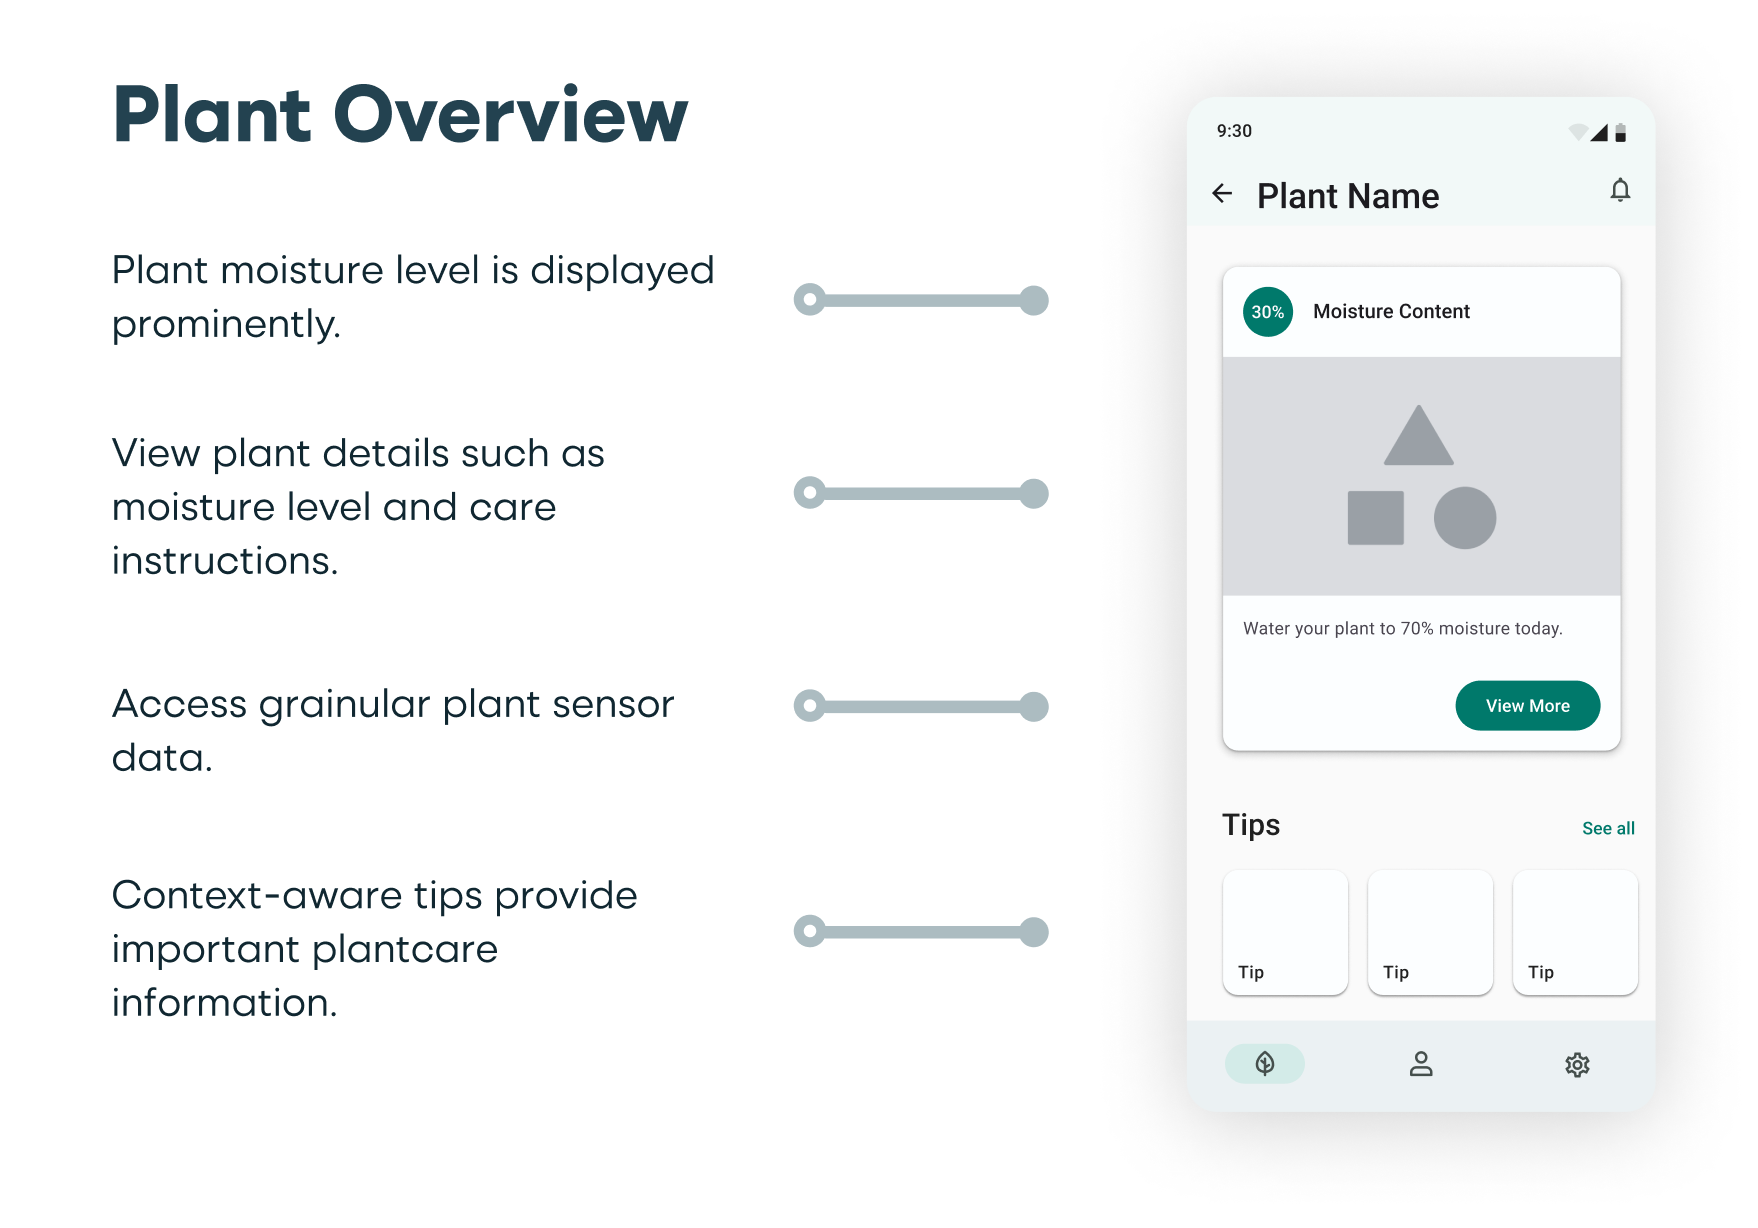 Plant Overview
Plant moisture level is displayed
prominently.
View plant details such as
moisture level and care
instructions.
Access grainular plant sensor
data.
Context-aware tips provide
important plantcare
information.
9:30
Plant Name
30%
Moisture Content
Water your plant to 70% moisture today.
View More
Tips
See all
Tip
Tip
Tip